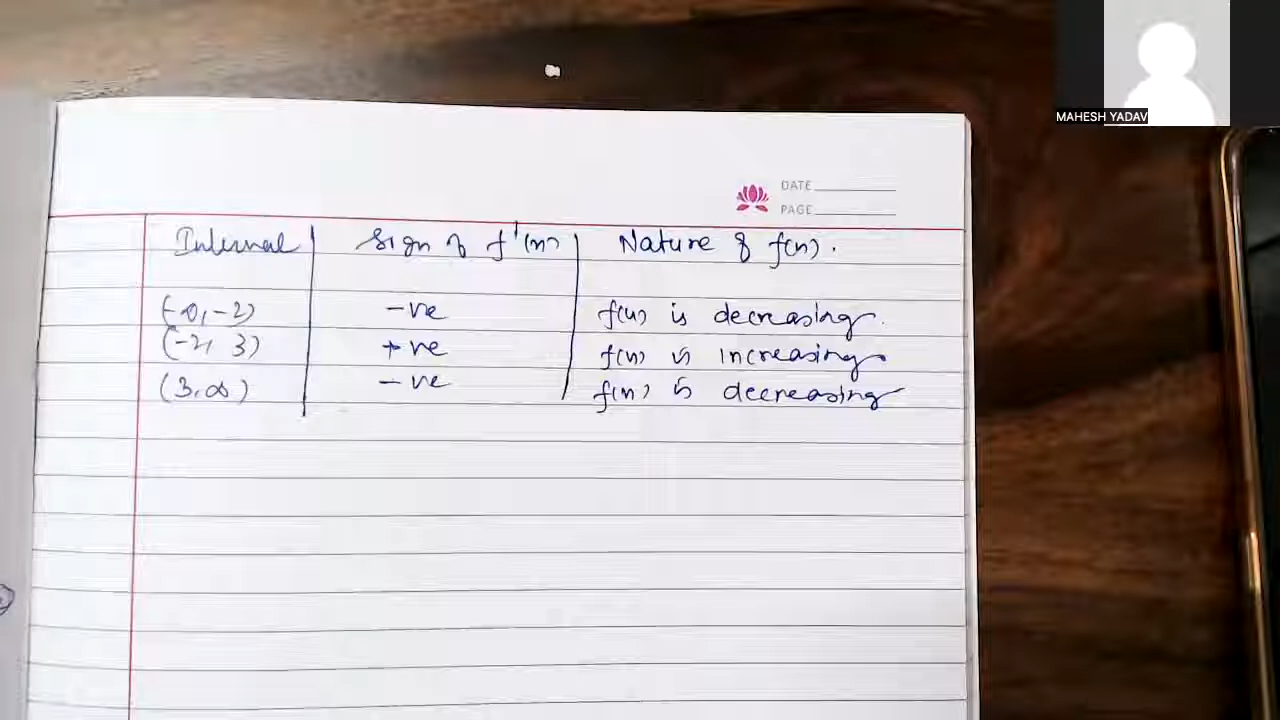 MAHESH YADAV
DATE
PAGE
Interval | Sign of f'(n) | Nature of f(n).
(-∞, -2) -ve f(n) is decreasing.
(-2, 3) +ve f(n) is increasing.
(3, ∞) -ve f(n) is decreasing